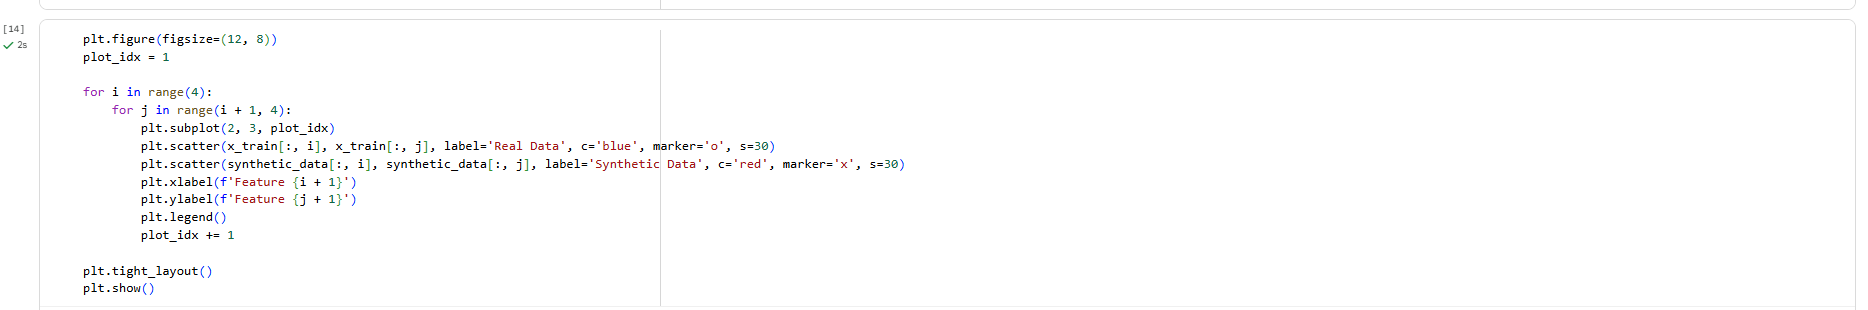 [14]
2s
plt.figure(figsize=(12, 8))
plot_idx = 1
for i in range(4):
    for j in range(i + 1, 4):
        plt.subplot(2, 3, plot_idx)
        plt.scatter(x_train[:, i], x_train[:, j], label='Real Data', c='blue', marker='o', s=30)
        plt.scatter(synthetic_data[:, i], synthetic_data[:, j], label='Synthetic Data', c='red', marker='x', s=30)
        plt.xlabel(f'Feature {i + 1}')
        plt.ylabel(f'Feature {j + 1}')
        plt.legend()
        plot_idx += 1
plt.tight_layout()
plt.show()